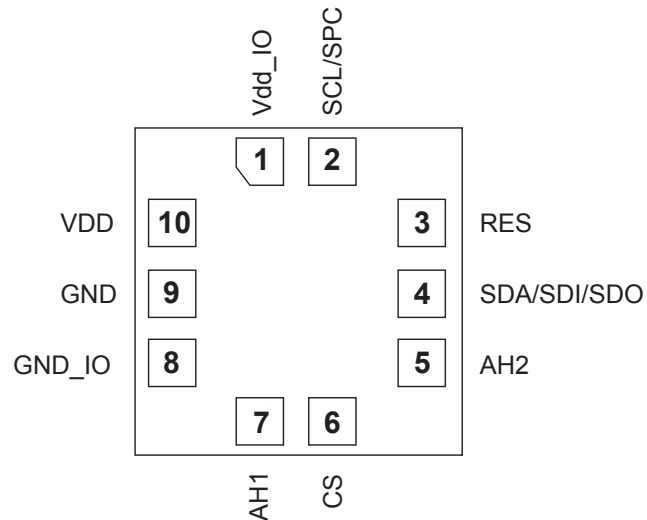 Vdd_IO
SCL/SPC
1
2
VDD
10
3
RES
GND
9
4
SDA/SDI/SDO
GND_IO
8
5
AH2
7
6
AH1
CS